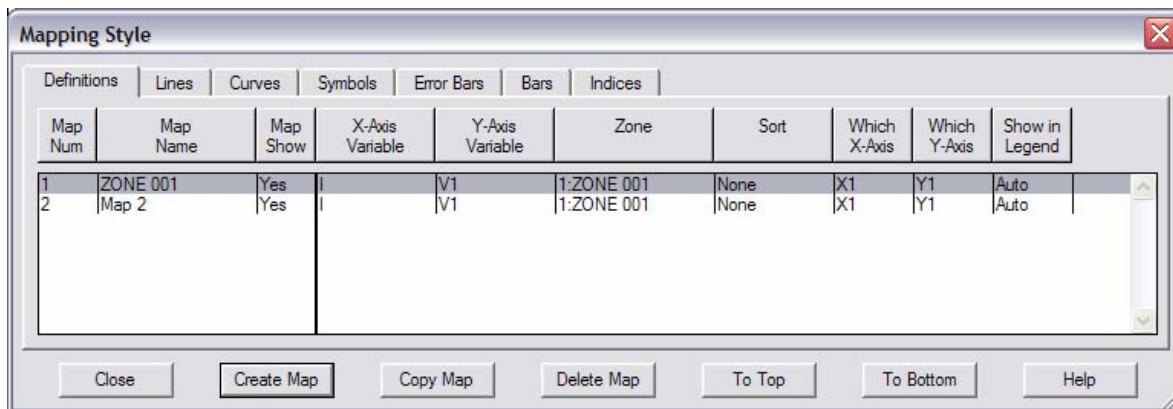 Mapping Style
Definitions Lines Curves Symbols Error Bars Bars Indices
Map Num Map Name Map Show X-Axis Variable Y-Axis Variable Zone Sort Which X-Axis Which Y-Axis Show in Legend
1 ZONE 001 Yes I V1 1:ZONE 001 None X1 Y1 Auto
2 Map 2 Yes I V1 1:ZONE 001 None X1 Y1 Auto
Close Create Map Copy Map Delete Map To Top To Bottom Help